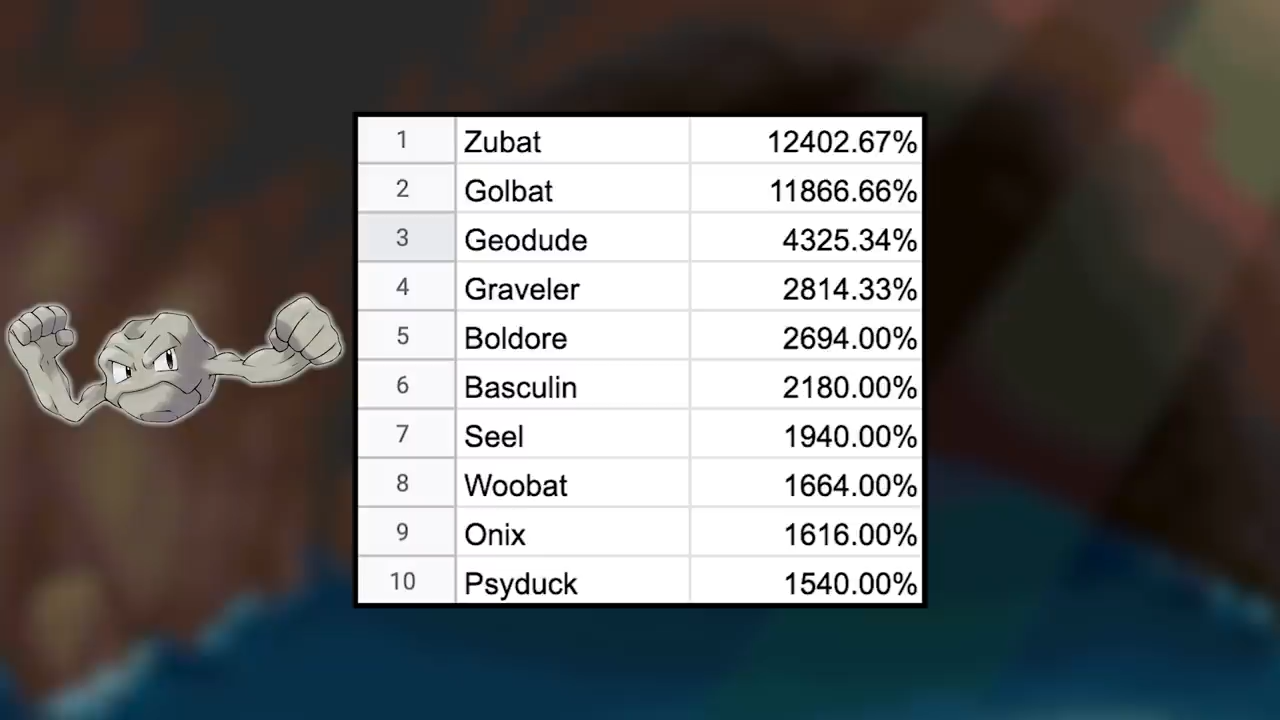 1 Zubat 12402.67%
2 Golbat 11866.66%
3 Geodude 4325.34%
4 Graveler 2814.33%
5 Boldore 2694.00%
6 Basculin 2180.00%
7 Seel 1940.00%
8 Woobat 1664.00%
9 Onix 1616.00%
10 Psyduck 1540.00%